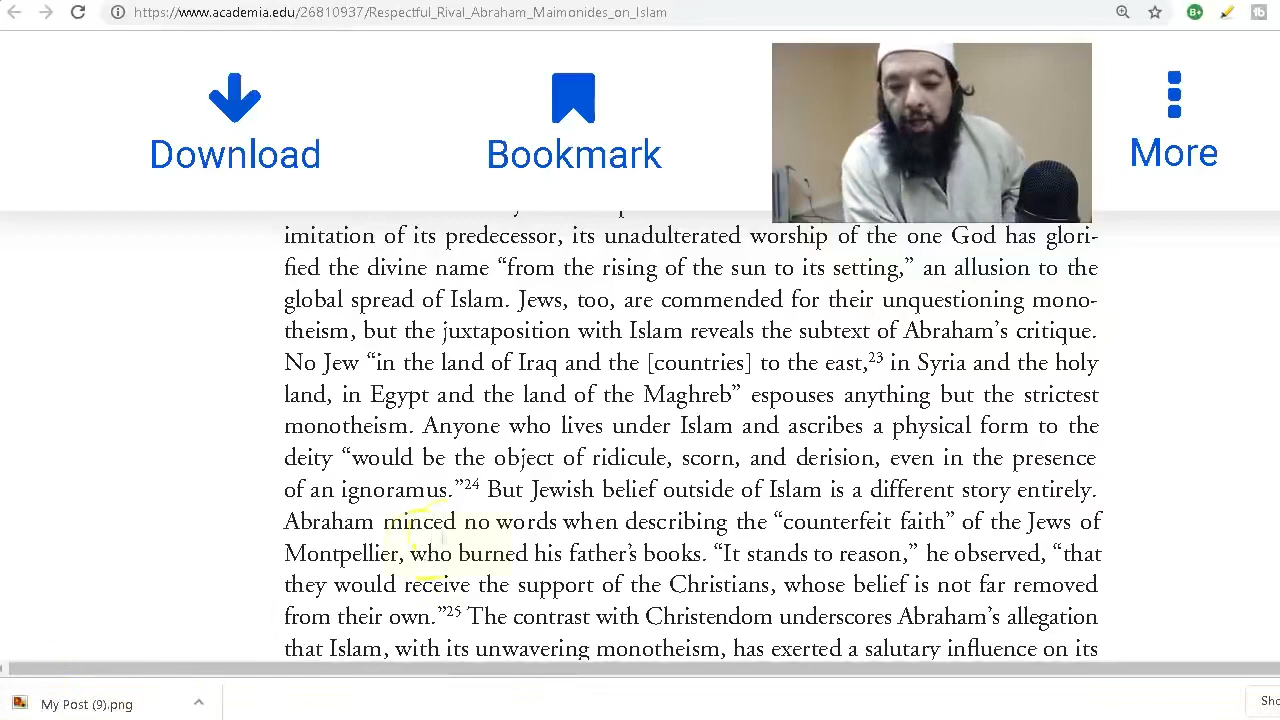 https://www.academia.edu/26810937/Respectful_Rival_Abraham_Maimonides_on_Islam
Download
Bookmark
More
imitation of its predecessor, its unadulterated worship of the one God has glori-
fied the divine name “from the rising of the sun to its setting,” an allusion to the
global spread of Islam. Jews, too, are commended for their unquestioning mono-
theism, but the juxtaposition with Islam reveals the subtext of Abraham’s critique.
No Jew “in the land of Iraq and the [countries] to the east,23 in Syria and the holy
land, in Egypt and the land of the Maghreb” espouses anything but the strictest
monotheism. Anyone who lives under Islam and ascribes a physical form to the
deity “would be the object of ridicule, scorn, and derision, even in the presence
of an ignoramus.”24 But Jewish belief outside of Islam is a different story entirely.
Abraham minced no words when describing the “counterfeit faith” of the Jews of
Montpellier, who burned his father’s books. “It stands to reason,” he observed, “that
they would receive the support of the Christians, whose belief is not far removed
from their own.”25 The contrast with Christendom underscores Abraham’s allegation
that Islam, with its unwavering monotheism, has exerted a salutary influence on its
My Post (9).png
Sho